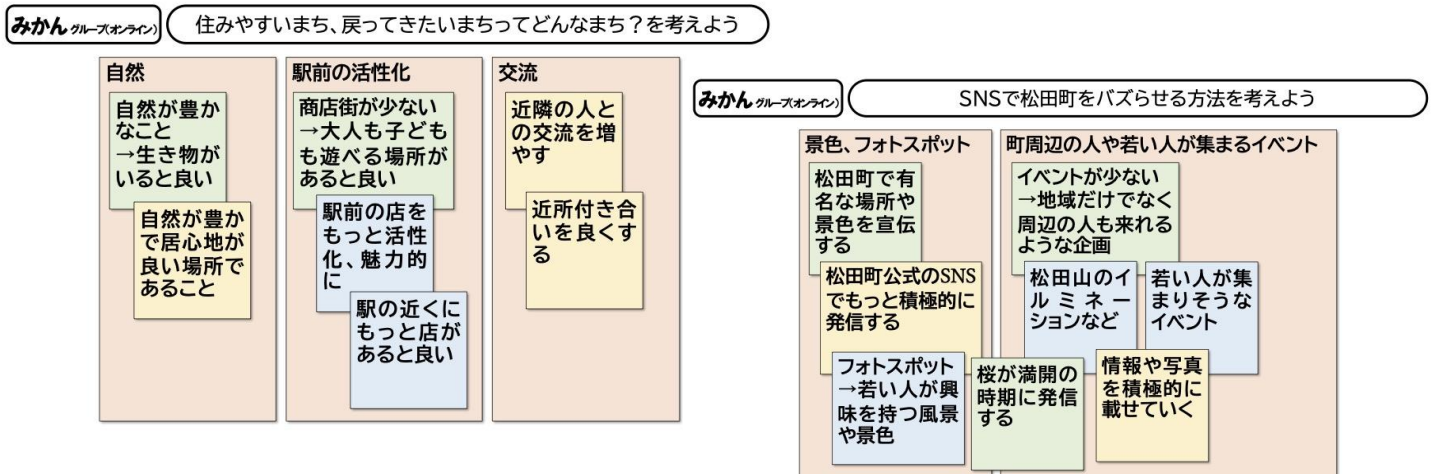 みかん グループ(オンライン)
住みやすいまち、戻ってきたいまちってどんなまち？を考えよう
自然
自然が豊か
なこと
→生き物が
いると良い
自然が豊か
で居心地が
良い場所で
あること
駅前の活性化
商店街が少ない
→大人も子ども
も遊べる場所が
あると良い
駅前の店を
もっと活性
化、魅力的
に
駅の近くに
もっと店が
あると良い
交流
近隣の人と
の交流を増
やす
近所付き合
いを良くす
る
みかん グループ(オンライン)
SNSで松田町をバズらせる方法を考えよう
景色、フォトスポット
松田町で有
名な場所や
景色を宣伝
する
松田町公式のSNS
でもっと積極的に
発信する
フォトスポット
→若い人が興
味を持つ風景
や景色
桜が満開の
時期に発信
する
町周辺の人や若い人が集まるイベント
イベントが少ない
→地域だけでなく
周辺の人も来れる
ような企画
松田山のイ
ルミネー
ションなど
若い人が集
まりそうな
イベント
情報や写真
を積極的に
載せていく